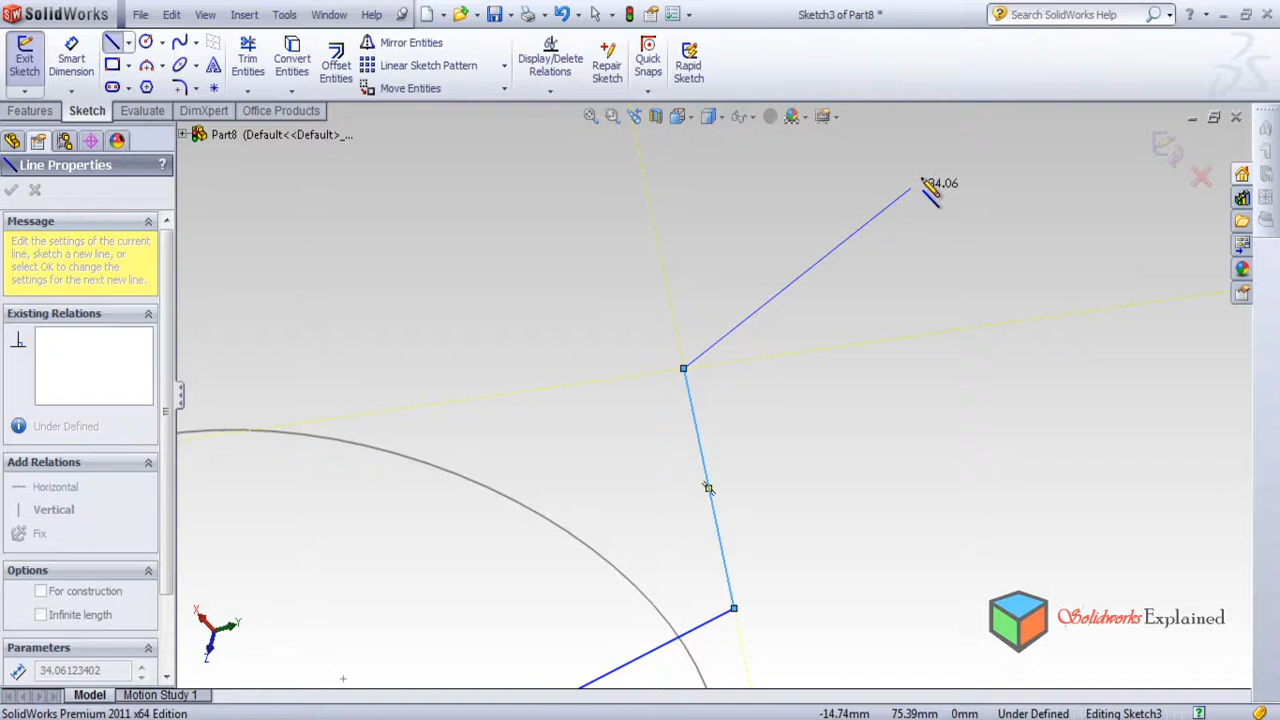 SolidWorks
File Edit View Insert Tools Window Help
Sketch3 of Part8 *
Search SolidWorks Help
Exit Sketch
Smart Dimension
Trim Entities
Convert Entities
Offset Entities
Mirror Entities
Linear Sketch Pattern
Move Entities
Display/Delete Relations
Repair Sketch
Quick Snaps
Rapid Sketch
Features Sketch Evaluate DimXpert Office Products
Part8 (Default<<Default>_...
Line Properties ?
Message
Edit the settings of the current
line, sketch a new line, or
select OK to change the
settings for the next new line.
Existing Relations
Under Defined
Add Relations
Horizontal
Vertical
Fix
Options
For construction
Infinite length
Parameters
34.06123402
34.06
X
Y
Z
Solidworks Explained
Model Motion Study 1
SolidWorks Premium 2011 x64 Edition
-14.74mm 75.39mm 0mm Under Defined Editing Sketch3